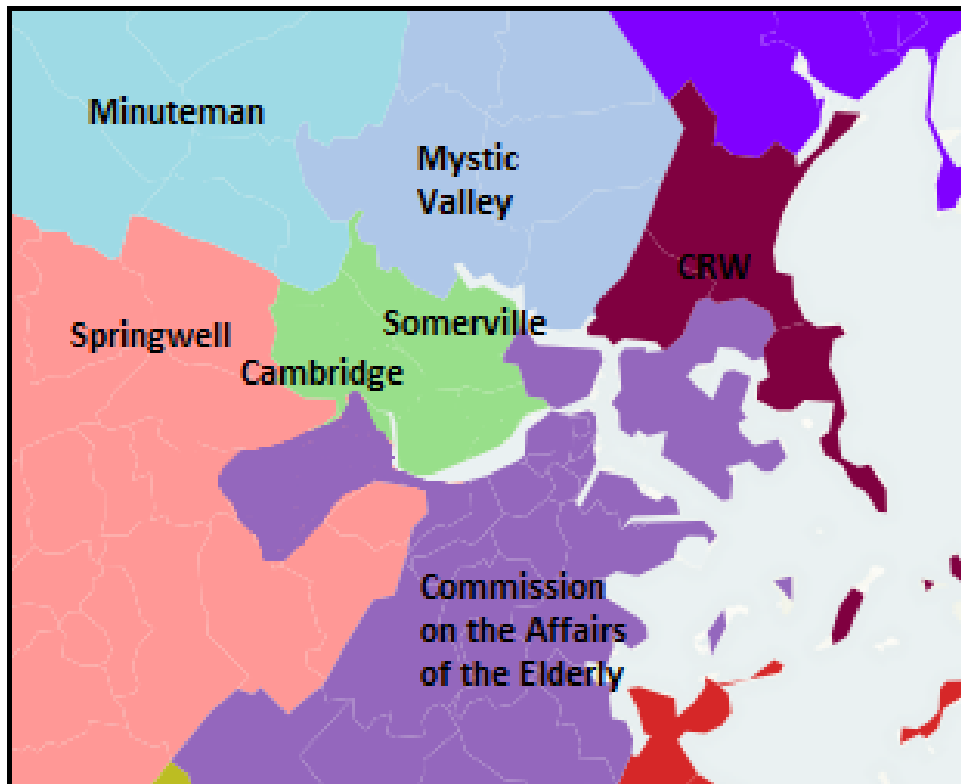 Minuteman
Mystic
Valley
CRW
Somerville
Springwell
Cambridge
Commission
on the Affairs
of the Elderly